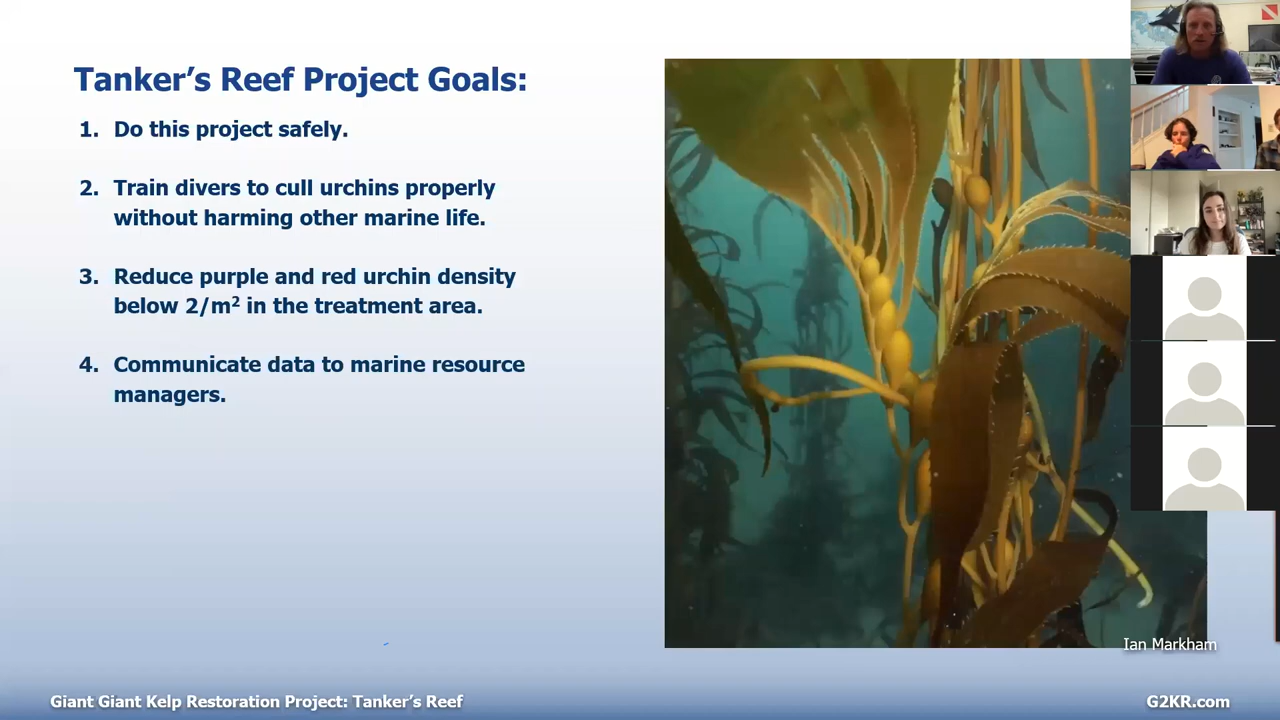 Tanker's Reef Project Goals:
1. Do this project safely.
2. Train divers to cull urchins properly
without harming other marine life.
3. Reduce purple and red urchin density
below 2/m² in the treatment area.
4. Communicate data to marine resource
managers.
Ian Markham
Giant Giant Kelp Restoration Project: Tanker's Reef
G2KR.com